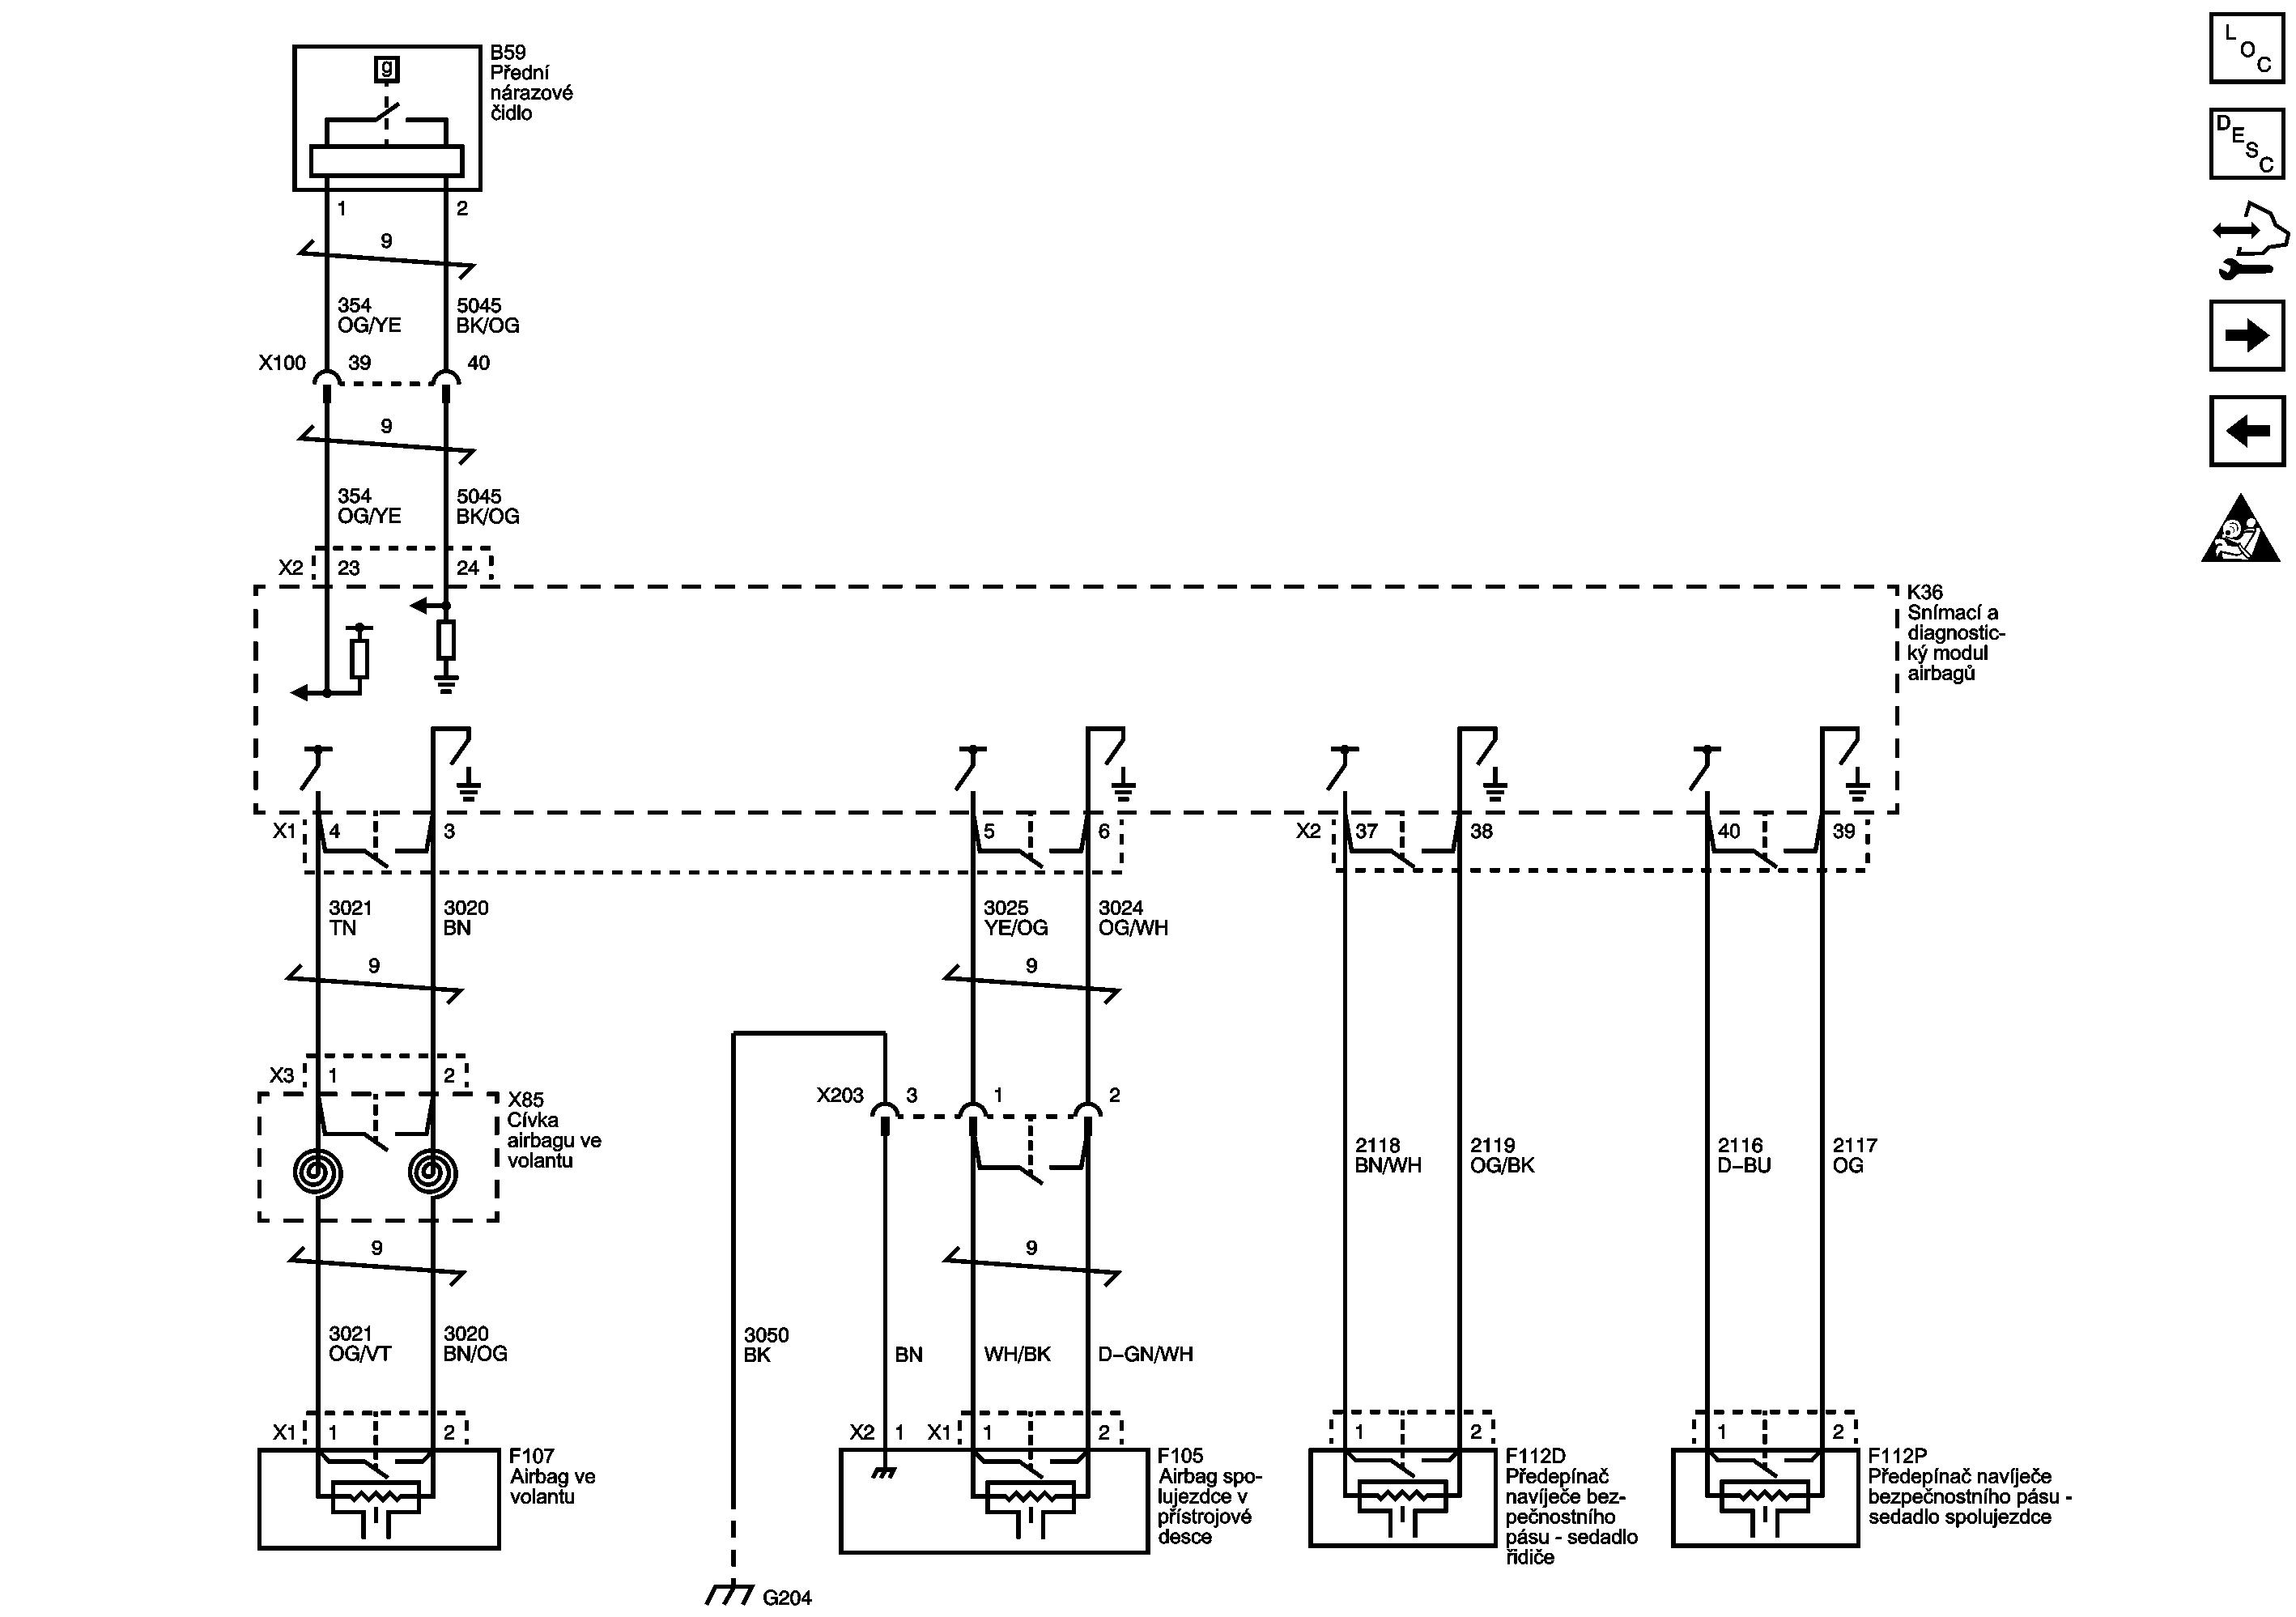 B59
Přední
nárazové
čidlo
g
1 2
9
354 5045
OG/YE BK/OG
X100 39 40
9
354 5045
OG/YE BK/OG
X2 23 24
K36
Snímací a
diagnostic-
ký modul
airbagů
X1 4 3 5 6 X2 37 38 40 39
3021 3020 3025 3024
TN BN YE/OG OG/WH
9 9
X3 1 2
X85
Cívka
airbagu ve
volantu
X203 3 1 2
2118 2119 2116 2117
BN/WH OG/BK D–BU OG
9 9
3021 3020 3050
OG/VT BN/OG BK BN WH/BK D–GN/WH
X1 1 2 X2 1 X1 1 2 1 2 1 2
F107
Airbag ve
volantu
F105
Airbag spo-
lujezdce v
přístrojové
desce
F112D
Předepínač
navíječe bez-
pečnostního
pásu - sedadlo
řidiče
F112P
Předepínač navíječe
bezpečnostního pásu -
sedadlo spolujezdce
G204
L
O
C
D
E
S
C